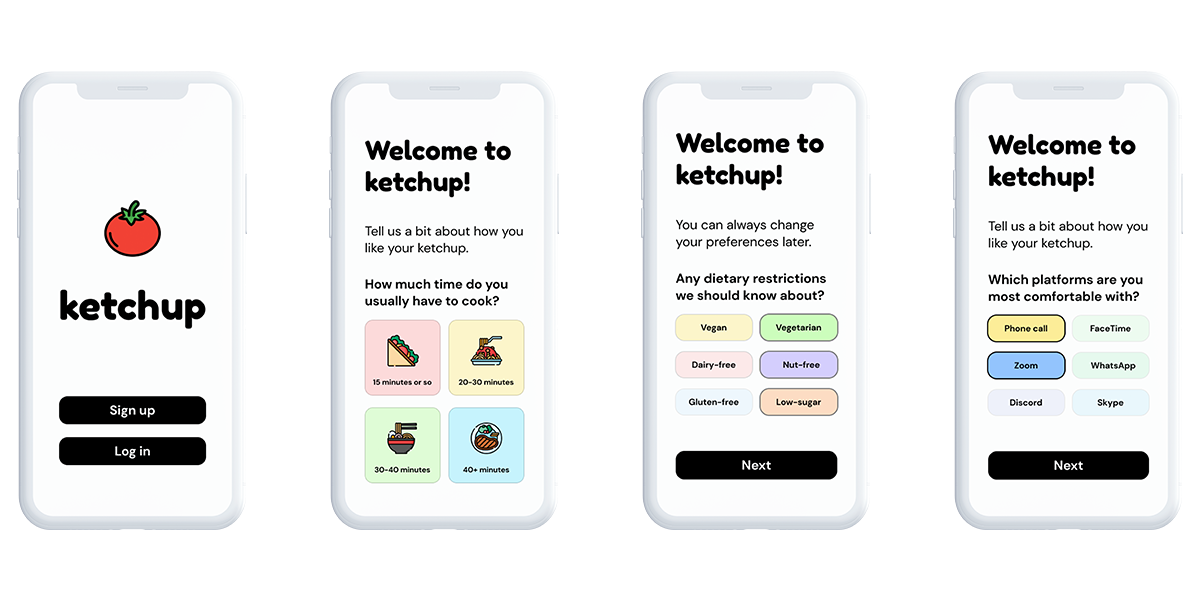 ketchup
Sign up
Log in
Welcome to
ketchup!
Tell us a bit about how you
like your ketchup.
How much time do you
usually have to cook?
15 minutes or so
20-30 minutes
30-40 minutes
40+ minutes
Welcome to
ketchup!
You can always change
your preferences later.
Any dietary restrictions
we should know about?
Vegan
Vegetarian
Dairy-free
Nut-free
Gluten-free
Low-sugar
Next
Welcome to
ketchup!
Tell us a bit about how you
like your ketchup.
Which platforms are you
most comfortable with?
Phone call
FaceTime
Zoom
WhatsApp
Discord
Skype
Next